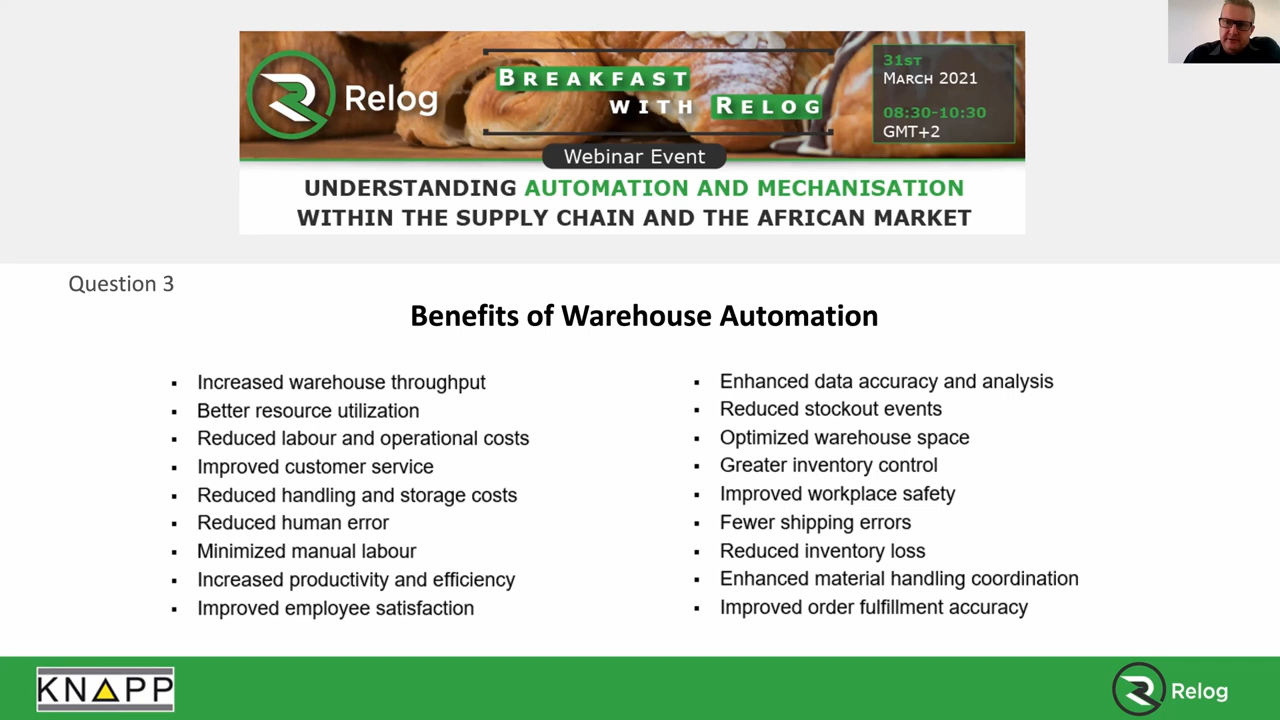 Relog
BREAKFAST
WITH RELOG
31ST
MARCH 2021
08:30-10:30
GMT+2
Webinar Event
UNDERSTANDING AUTOMATION AND MECHANISATION
WITHIN THE SUPPLY CHAIN AND THE AFRICAN MARKET
Question 3
Benefits of Warehouse Automation
▪ Increased warehouse throughput
▪ Better resource utilization
▪ Reduced labour and operational costs
▪ Improved customer service
▪ Reduced handling and storage costs
▪ Reduced human error
▪ Minimized manual labour
▪ Increased productivity and efficiency
▪ Improved employee satisfaction
▪ Enhanced data accuracy and analysis
▪ Reduced stockout events
▪ Optimized warehouse space
▪ Greater inventory control
▪ Improved workplace safety
▪ Fewer shipping errors
▪ Reduced inventory loss
▪ Enhanced material handling coordination
▪ Improved order fulfillment accuracy
KNAPP
Relog